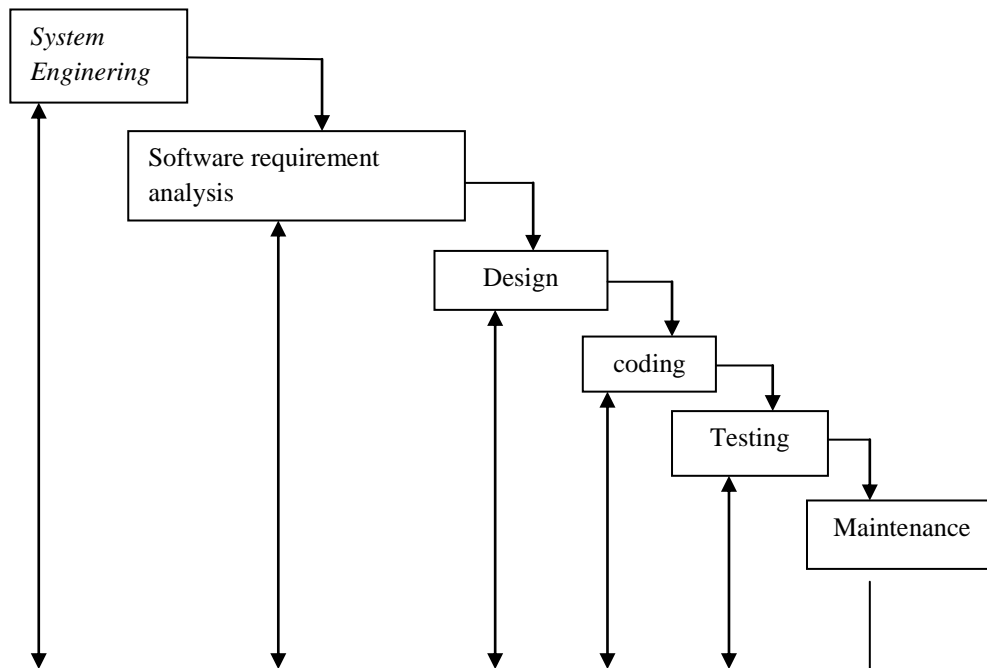 System
Enginering
Software requirement
analysis
Design
coding
Testing
Maintenance